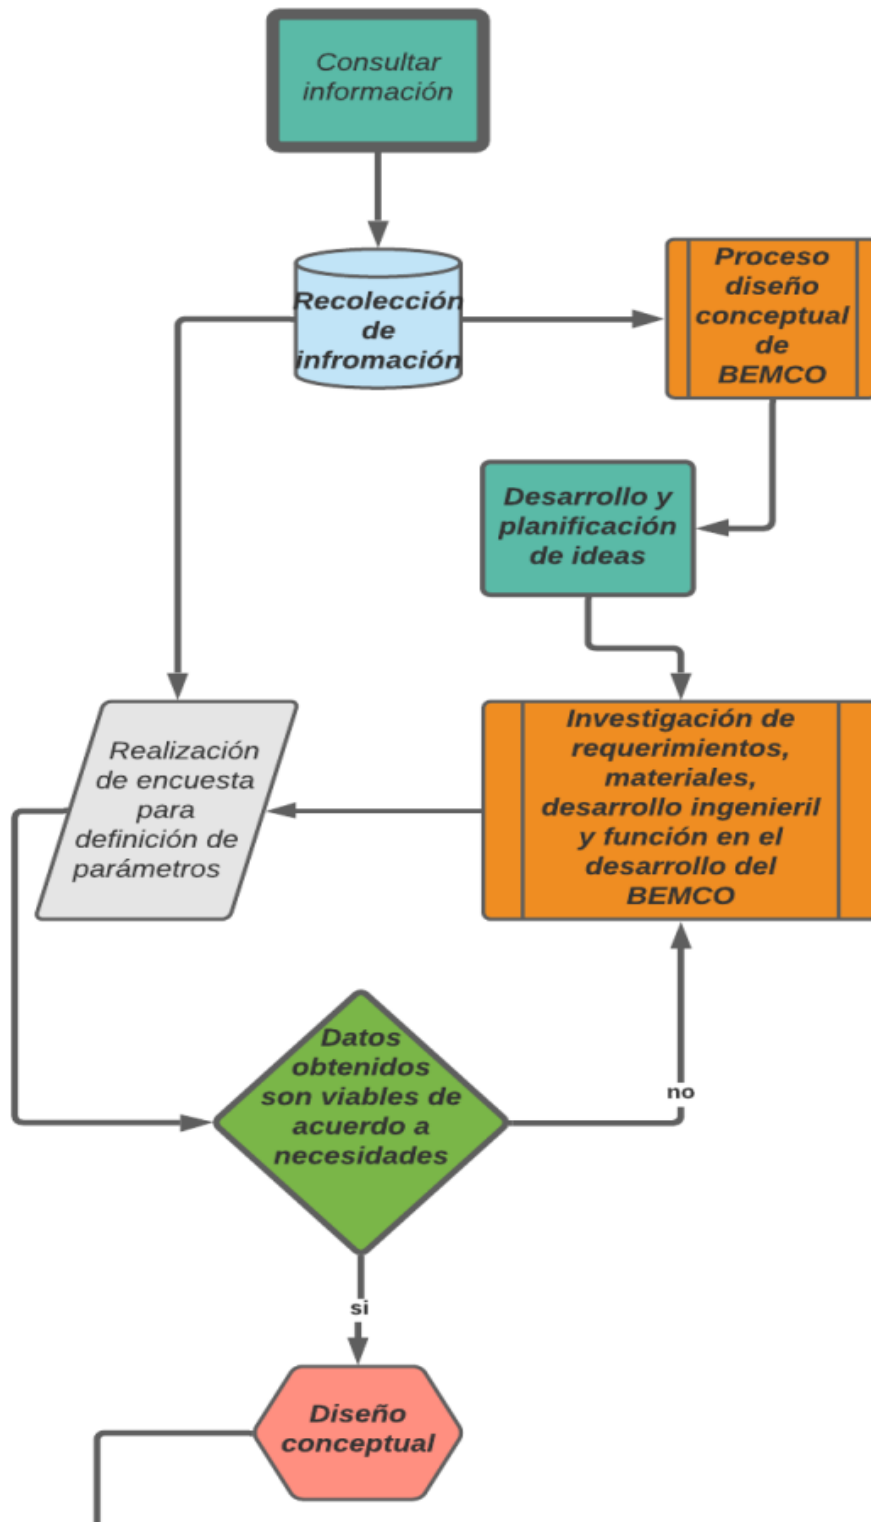 Consultar
información
Recolección
de
infromación
Proceso
diseño
conceptual
de
BEMCO
Desarrollo y
planificación
de ideas
Realización
de encuesta
para
definición de
parámetros
Investigación de
requerimientos,
materiales,
desarrollo ingenieril
y función en el
desarrollo del
BEMCO
Datos
obtenidos
son viables de
acuerdo a
necesidades
no
si
Diseño
conceptual